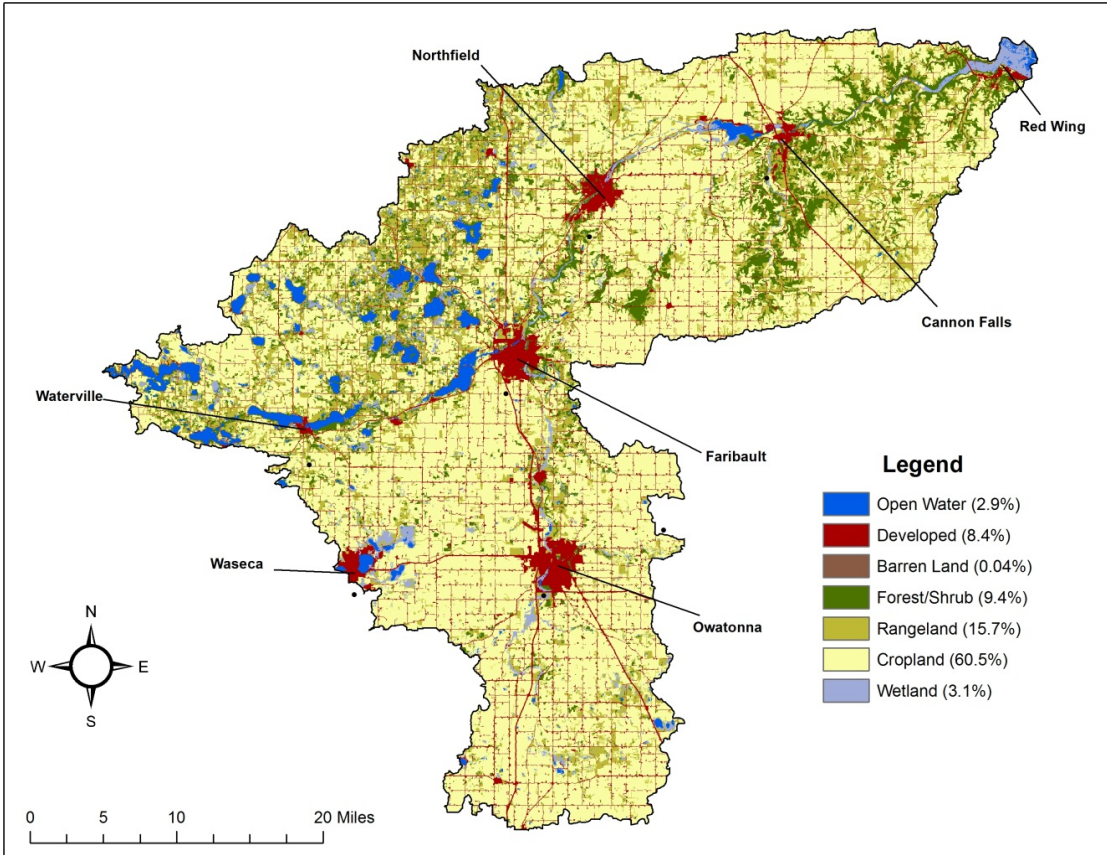 Northfield
Red Wing
Cannon Falls
Waterville
Faribault
Waseca
Owatonna
Legend
Open Water (2.9%)
Developed (8.4%)
Barren Land (0.04%)
Forest/Shrub (9.4%)
Rangeland (15.7%)
Cropland (60.5%)
Wetland (3.1%)
N
W E
S
0 5 10 20 Miles